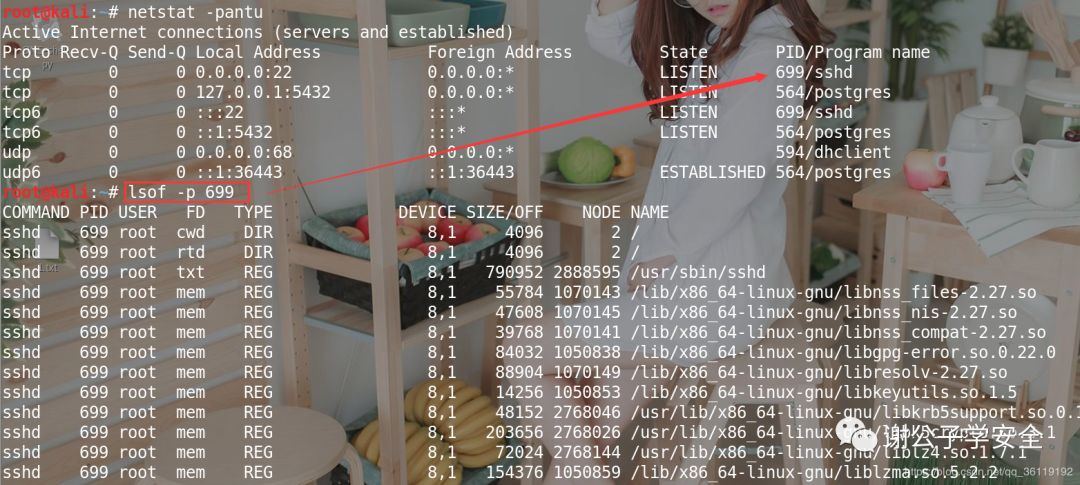 root@kali:~# netstat -pantu
Active Internet connections (servers and established)
Proto Recv-Q Send-Q Local Address Foreign Address State PID/Program name
tcp 0 0 0.0.0.0:22 0.0.0.0:* LISTEN 699/sshd
tcp 0 0 127.0.0.1:5432 0.0.0.0:* LISTEN 564/postgres
tcp6 0 0 :::22 :::* LISTEN 699/sshd
tcp6 0 0 ::1:5432 :::* LISTEN 564/postgres
udp 0 0 0.0.0.0:68 0.0.0.0:* 594/dhclient
udp6 0 0 ::1:36443 ::1:36443 ESTABLISHED 564/postgres
root@kali:~# lsof -p 699
COMMAND PID USER FD TYPE DEVICE SIZE/OFF NODE NAME
sshd 699 root cwd DIR 8,1 4096 2 /
sshd 699 root rtd DIR 8,1 4096 2 /
sshd 699 root txt REG 8,1 790952 2888595 /usr/sbin/sshd
sshd 699 root mem REG 8,1 55784 1070143 /lib/x86_64-linux-gnu/libnss_files-2.27.so
sshd 699 root mem REG 8,1 47608 1070145 /lib/x86_64-linux-gnu/libnss_nis-2.27.so
sshd 699 root mem REG 8,1 39768 1070141 /lib/x86_64-linux-gnu/libnss_compat-2.27.so
sshd 699 root mem REG 8,1 84032 1050838 /lib/x86_64-linux-gnu/libgpg-error.so.0.22.0
sshd 699 root mem REG 8,1 88904 1070149 /lib/x86_64-linux-gnu/libresolv-2.27.so
sshd 699 root mem REG 8,1 14256 1050853 /lib/x86_64-linux-gnu/libkeyutils.so.1.5
sshd 699 root mem REG 8,1 48152 2768046 /usr/lib/x86_64-linux-gnu/libkrb5support.so.0.1
sshd 699 root mem REG 8,1 203656 2768026
sshd 699 root mem REG 8,1 72024 2768144 /usr/lib/x86_64-linux-gnu/liblz4.so.1.7.1
sshd 699 root mem REG 8,1 154376 1050859 /lib/x86_64-linux-gnu/liblzma.so.5.2.2
谢公子学安全
https://blog.csdn.net/qq_36119192